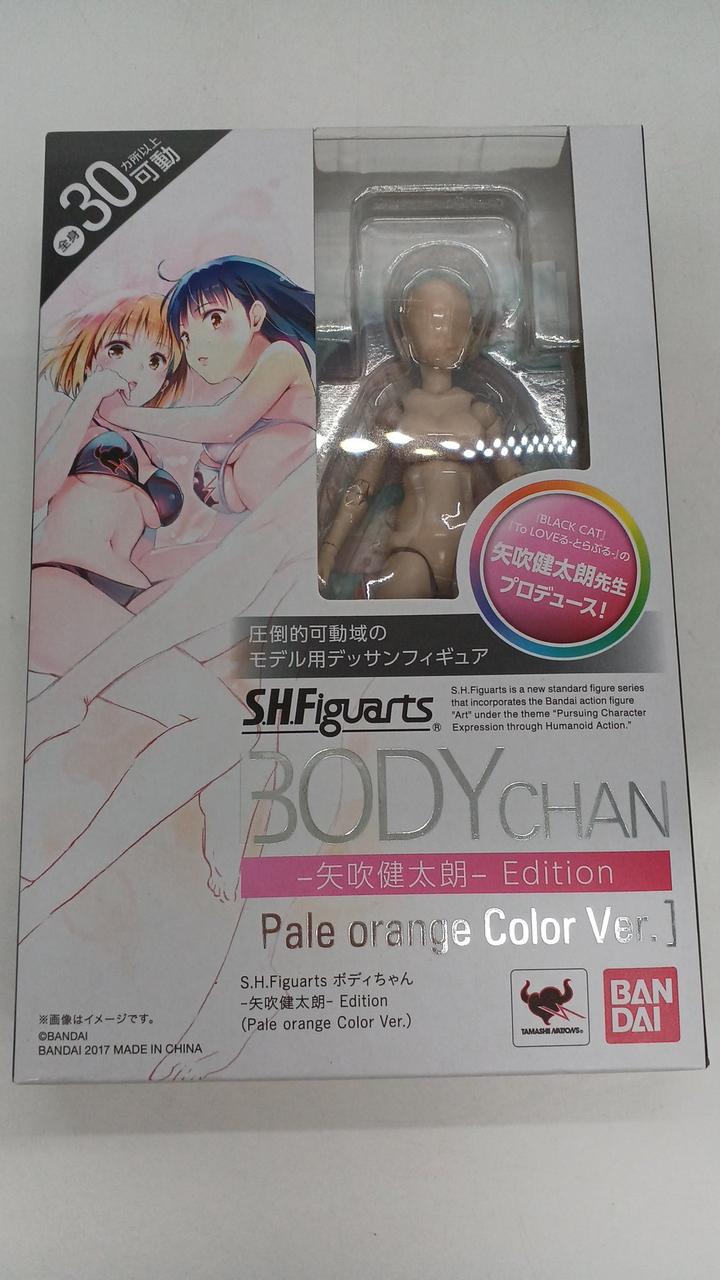 全身
30
カ所以上
可動
『BLACK CAT』
『To LOVEる-とらぶる-』の
矢吹健太朗先生
プロデュース!
圧倒的可動域の
モデル用デッサンフィギュア
S.H.Figuarts®
S.H.Figuarts is a new standard figure series
that incorporates the Bandai action figure
"Art" under the theme "Pursuing Character
Expression through Humanoid Action."
BODY CHAN
–矢吹健太朗– Edition
Pale orange Color Ver.]
S.H.Figuarts ボディちゃん
–矢吹健太朗– Edition
(Pale orange Color Ver.)
TAMASHII NATIONS®
BAN
DAI
※画像はイメージです。
©BANDAI
BANDAI 2017 MADE IN CHINA